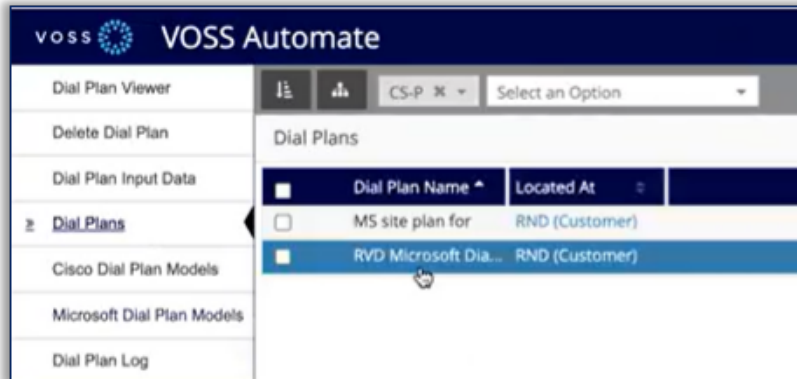 VOSS VOSS Automate
Dial Plan Viewer
Delete Dial Plan
Dial Plan Input Data
Dial Plans
Cisco Dial Plan Models
Microsoft Dial Plan Models
Dial Plan Log
CS-P Select an Option
Dial Plans
Dial Plan Name Located At
MS site plan for RND (Customer)
RVD Microsoft Dia... RND (Customer)